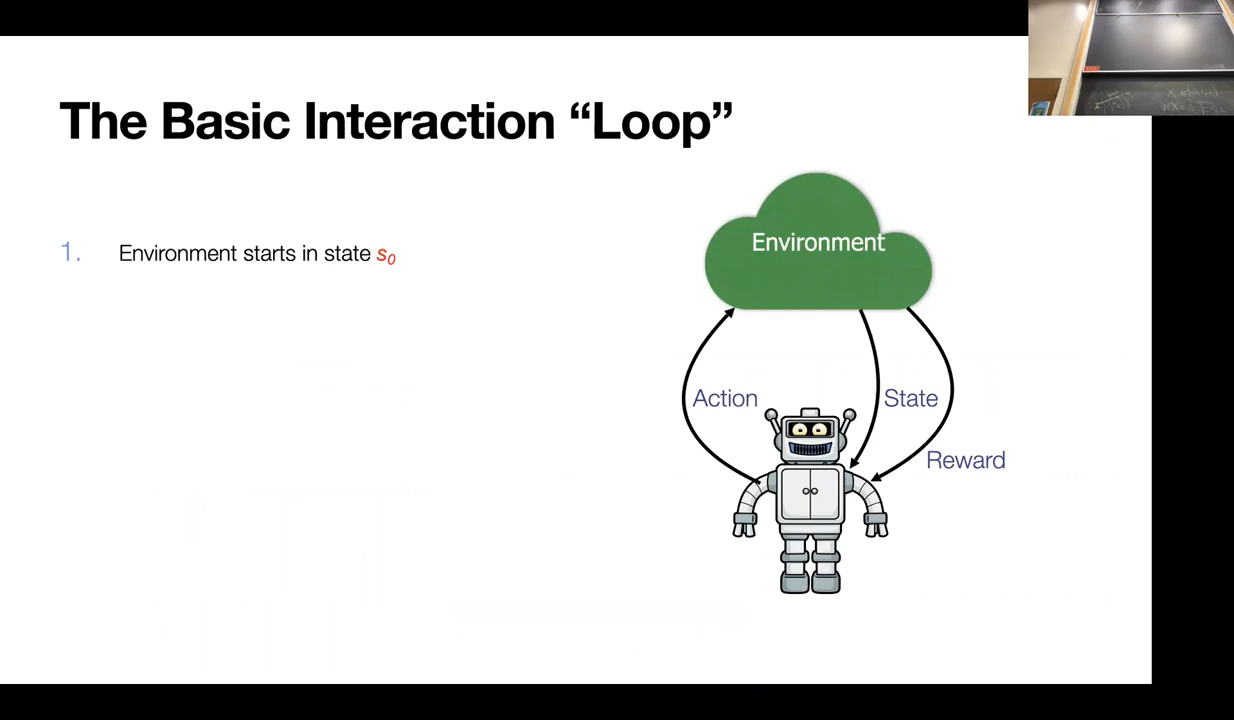 The Basic Interaction “Loop”
1. Environment starts in state s₀
Environment
Action
State
Reward